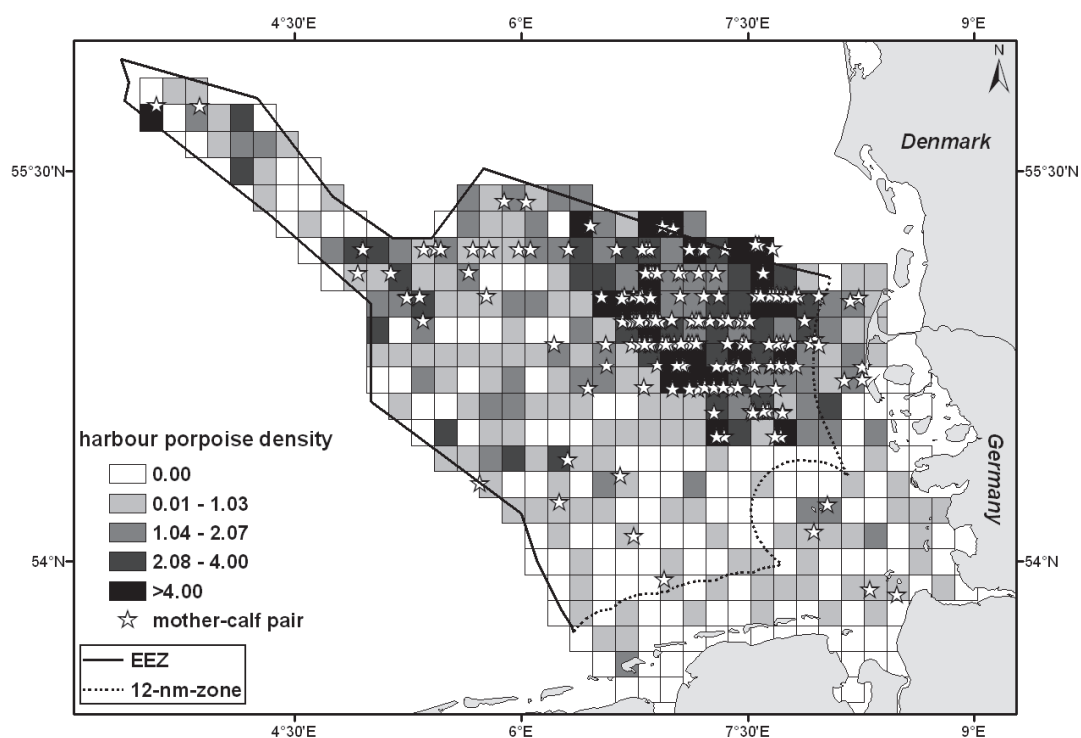 4°30'E 6°E 7°30'E 9°E
N
Denmark
55°30'N 55°30'N
harbour porpoise density
Germany
0.00
0.01 - 1.03
1.04 - 2.07
2.08 - 4.00
>4.00
54°N 54°N
mother-calf pair
EEZ
12-nm-zone
4°30'E 6°E 7°30'E 9°E